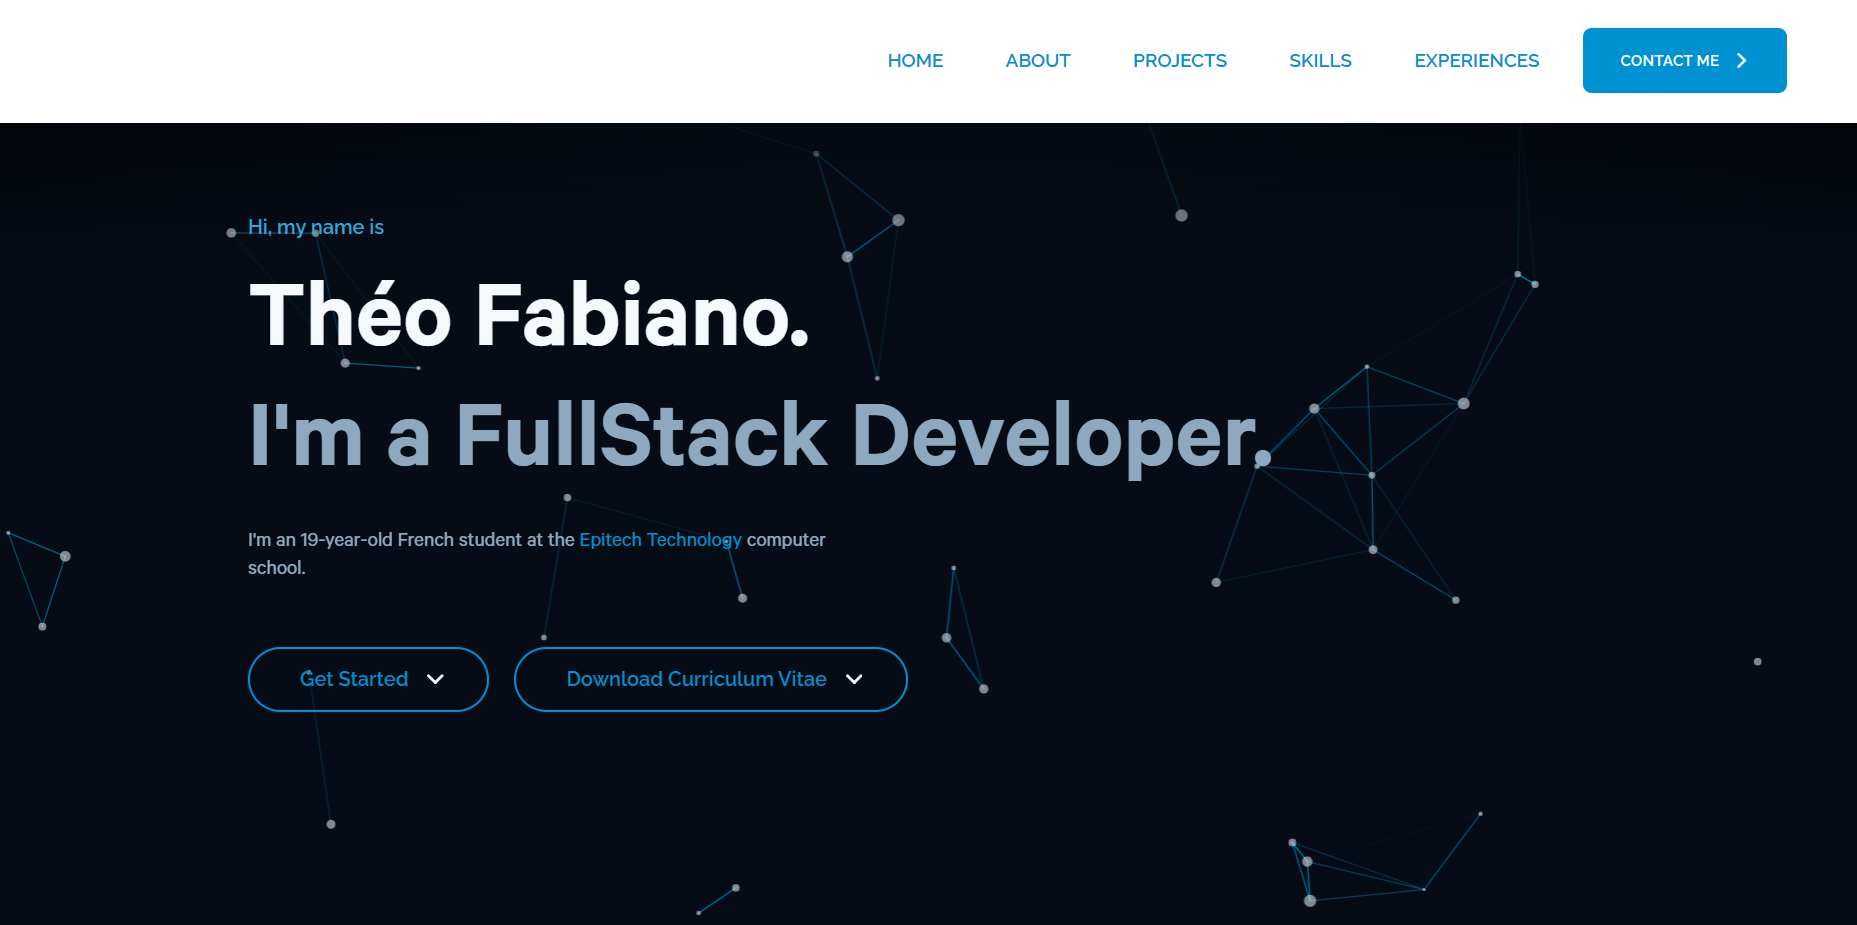 HOME ABOUT PROJECTS SKILLS EXPERIENCES CONTACT ME
Hi, my name is
Théo Fabiano.
I'm a FullStack Developer.
I'm an 19-year-old French student at the Epitech Technology computer
school.
Get Started Download Curriculum Vitae